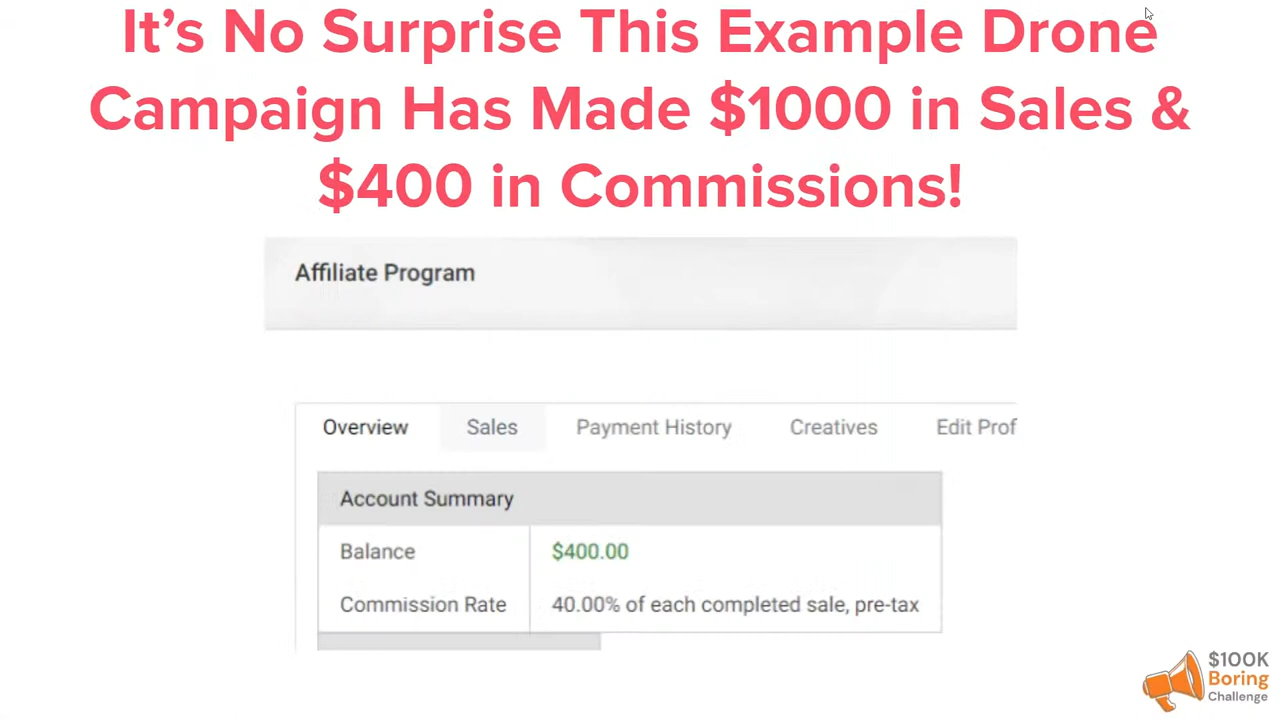 It's No Surprise This Example Drone
Campaign Has Made $1000 in Sales &
$400 in Commissions!
Affiliate Program
Overview Sales Payment History Creatives Edit Prof
Account Summary
Balance $400.00
Commission Rate 40.00% of each completed sale, pre-tax
$100K
Boring
Challenge